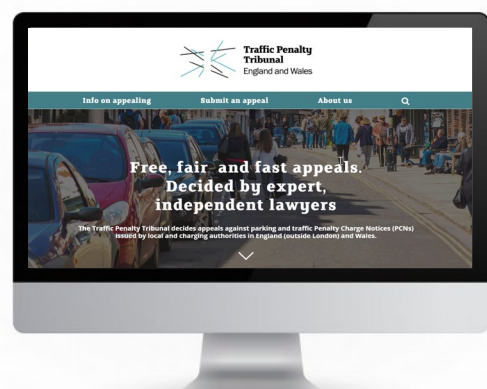 Traffic Penalty
Tribunal
England and Wales
Info on appealing Submit an appeal About us
Free, fair and fast appeals.
Decided by expert,
independent lawyers
The Traffic Penalty Tribunal decides appeals against parking and traffic Penalty Charge Notices (PCNs)
issued by local and charging authorities in England (outside London) and Wales.